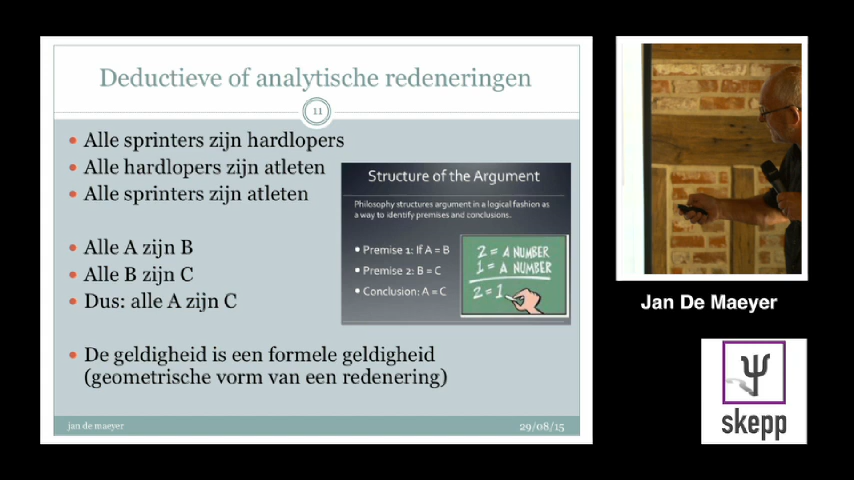 Deductieve of analytische redeneringen
11
Alle sprinters zijn hardlopers
Alle hardlopers zijn atleten
Alle sprinters zijn atleten
Alle A zijn B
Alle B zijn C
Dus: alle A zijn C
De geldigheid is een formele geldigheid
(geometrische vorm van een redenering)
Structure of the Argument
Philosophy structures argument in a logical fashion as
a way to identify premises and conclusions.
Premise 1: If A = B
Premise 2: B = C
Conclusion: A = C
2 = A NUMBER
1 = A NUMBER
2 = 1
jan de maeyer
29/08/15
Jan De Maeyer
skepp